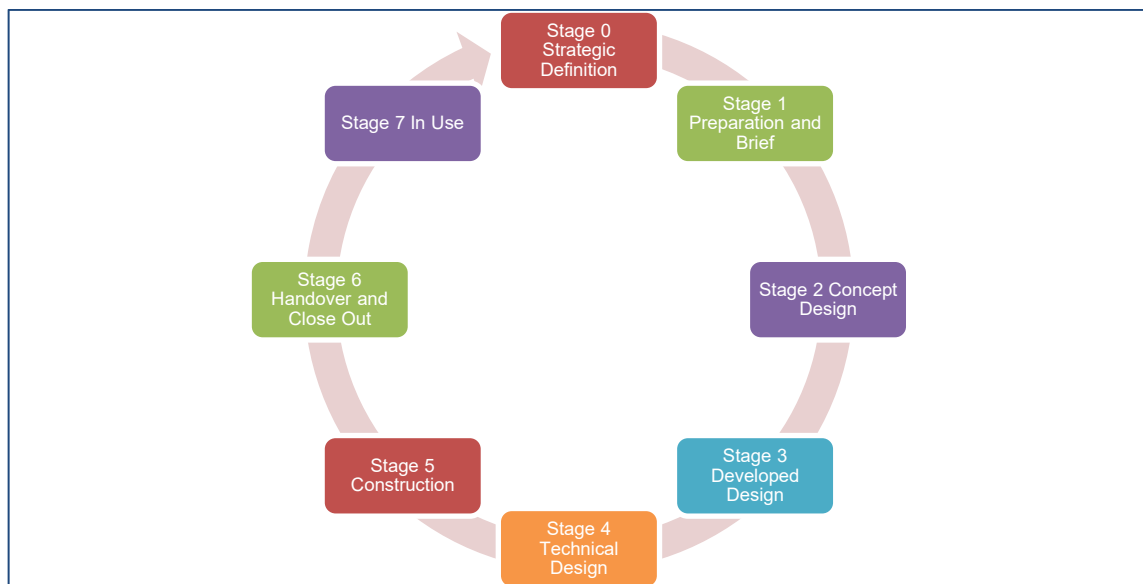 Stage 0
Strategic
Definition
Stage 1
Preparation and
Brief
Stage 2 Concept
Design
Stage 3
Developed
Design
Stage 4
Technical
Design
Stage 5
Construction
Stage 6
Handover and
Close Out
Stage 7 In Use